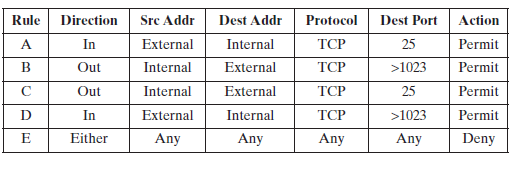 Rule Direction Src Addr Dest Addr Protocol Dest Port Action
A In External Internal TCP 25 Permit
B Out Internal External TCP >1023 Permit
C Out Internal External TCP 25 Permit
D In External Internal TCP >1023 Permit
E Either Any Any Any Any Deny